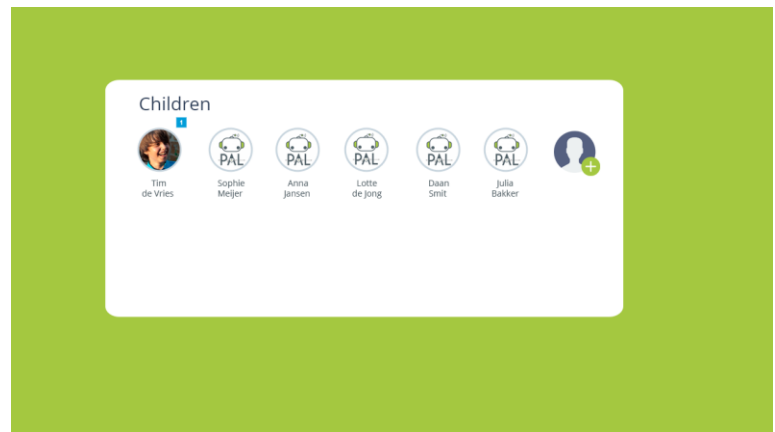 Children
1
PAL PAL PAL PAL PAL
Tim Sophie Anna Lotte Daan Julia
de Vries Meijer Jansen de Jong Smit Bakker